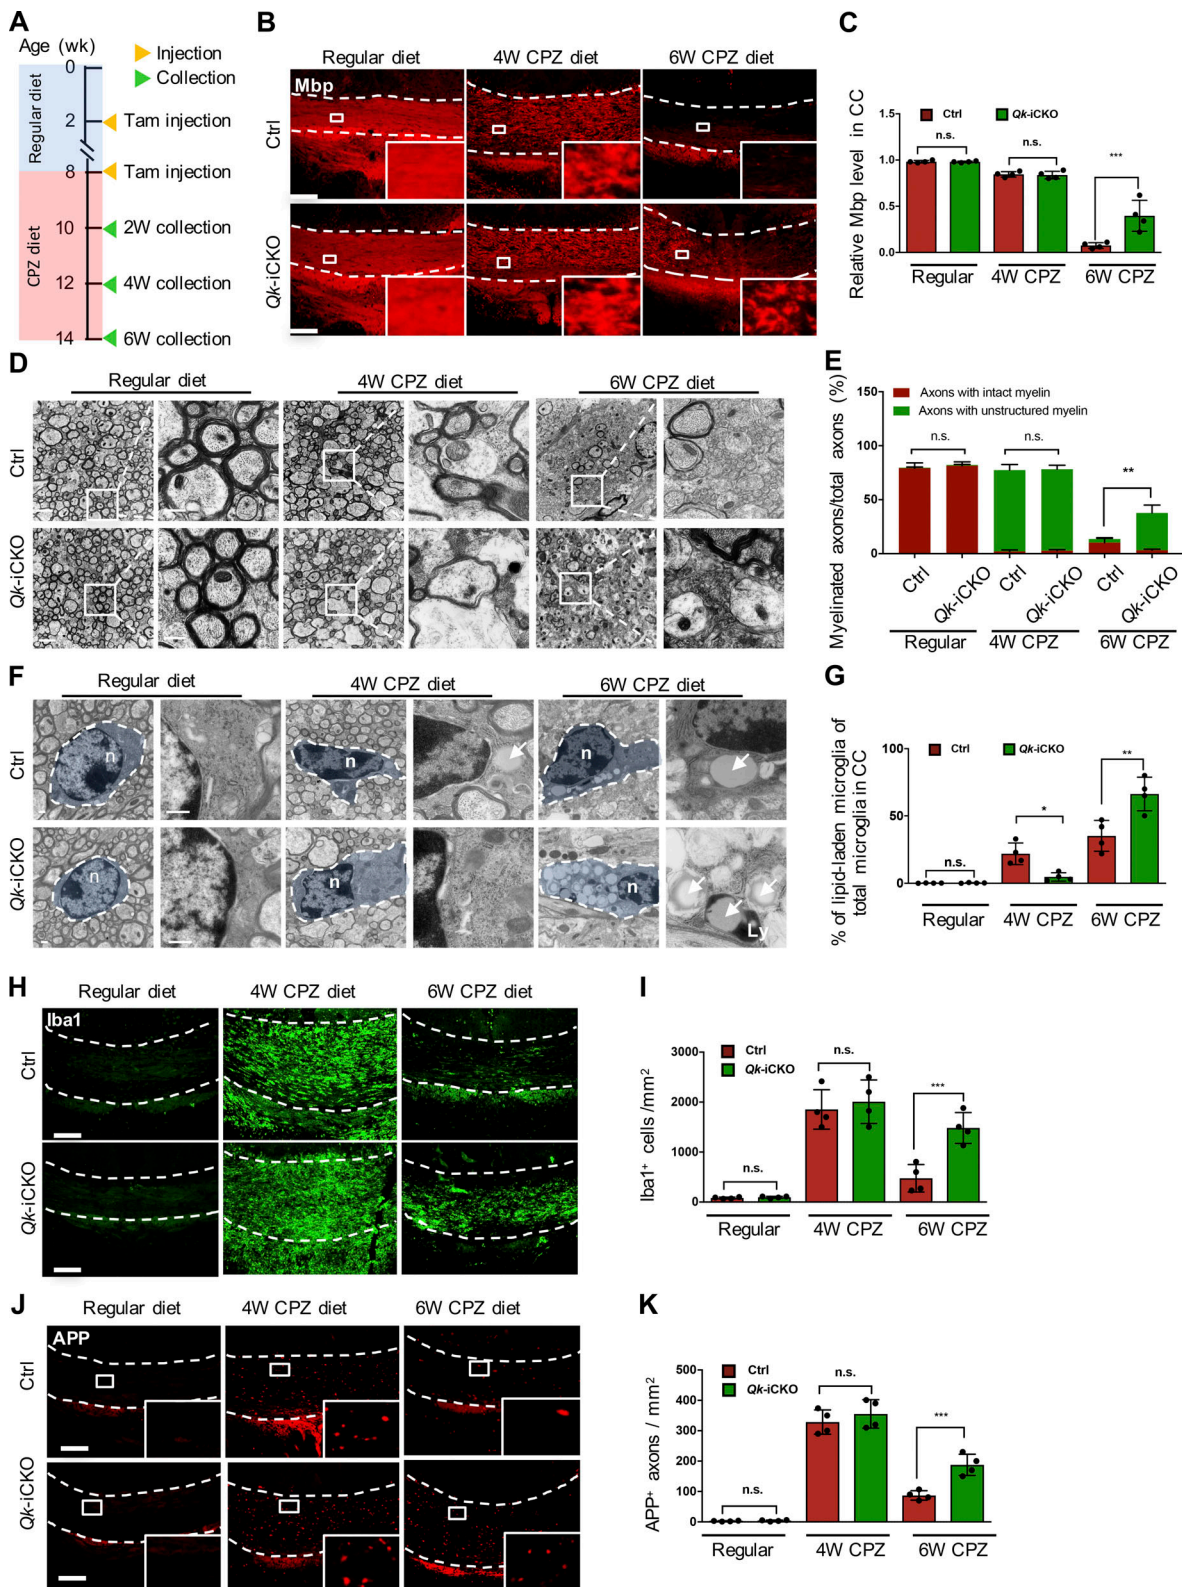 A
Age (wk)
Injection
Collection
Regular diet
CPZ diet
0
2
Tam injection
8
Tam injection
10
2W collection
12
4W collection
14
6W collection
B
Regular diet
4W CPZ diet
6W CPZ diet
Mbp
Ctrl
Qk-iCKO
C
Ctrl
Qk-iCKO
Relative Mbp level in CC
1.5
1.0
0.5
0.0
n.s.
n.s.
***
Regular
4W CPZ
6W CPZ
D
Regular diet
4W CPZ diet
6W CPZ diet
Ctrl
Qk-iCKO
E
Myelinated axons/total axons (%)
150
100
50
0
Axons with intact myelin
Axons with unstructured myelin
n.s.
n.s.
**
Ctrl
Qk-iCKO
Ctrl
Qk-iCKO
Ctrl
Qk-iCKO
Regular
4W CPZ
6W CPZ
F
Regular diet
4W CPZ diet
6W CPZ diet
Ctrl
n
n
n
Qk-iCKO
n
n
n
Ly
G
% of lipid-laden microglia of
total microglia in CC
Ctrl
Qk-iCKO
100
50
0
n.s.
*
**
Regular
4W CPZ
6W CPZ
H
Regular diet
4W CPZ diet
6W CPZ diet
Iba1
Ctrl
Qk-iCKO
I
Iba1+ cells /mm2
3000
2000
1000
0
Ctrl
Qk-iCKO
n.s.
n.s.
***
Regular
4W CPZ
6W CPZ
J
Regular diet
4W CPZ diet
6W CPZ diet
APP
Ctrl
Qk-iCKO
K
APP+ axons / mm2
500
400
300
200
100
0
Ctrl
Qk-iCKO
n.s.
n.s.
***
Regular
4W CPZ
6W CPZ